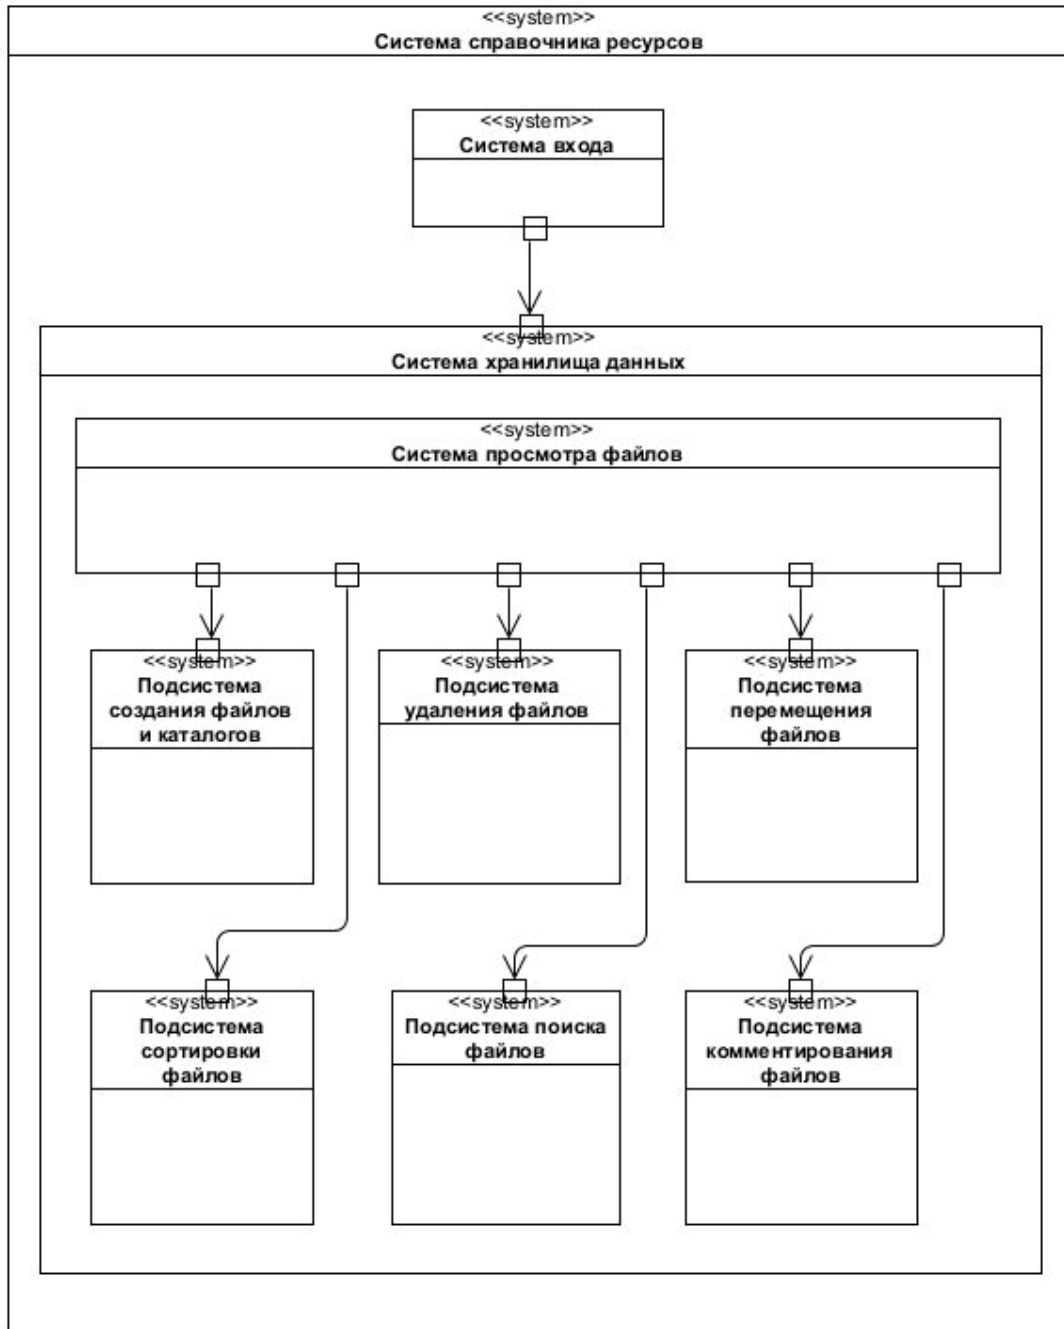 <<system>>
Система справочника ресурсов
<<system>>
Система входа
<<system>>
Система хранилища данных
<<system>>
Система просмотра файлов
<<system>>
Подсистема
создания файлов
и каталогов
<<system>>
Подсистема
удаления файлов
<<system>>
Подсистема
перемещения
файлов
<<system>>
Подсистема
сортировки
файлов
<<system>>
Подсистема поиска
файлов
<<system>>
Подсистема
комментирования
файлов